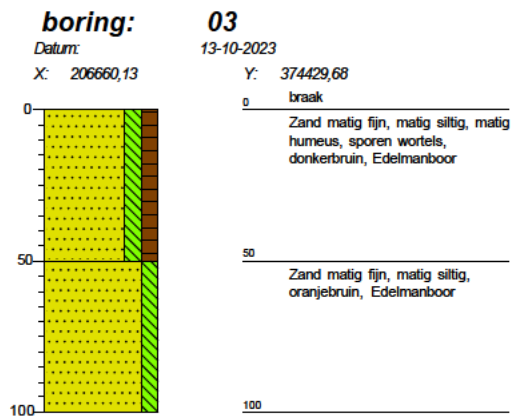 boring: 03
Datum: 13-10-2023
X: 206660,13 Y: 374429,68
0 0 braak
Zand matig fijn, matig siltig, matig
humeus, sporen wortels,
donkerbruin, Edelmanboor
50 50
Zand matig fijn, matig siltig,
oranjebruin, Edelmanboor
100 100